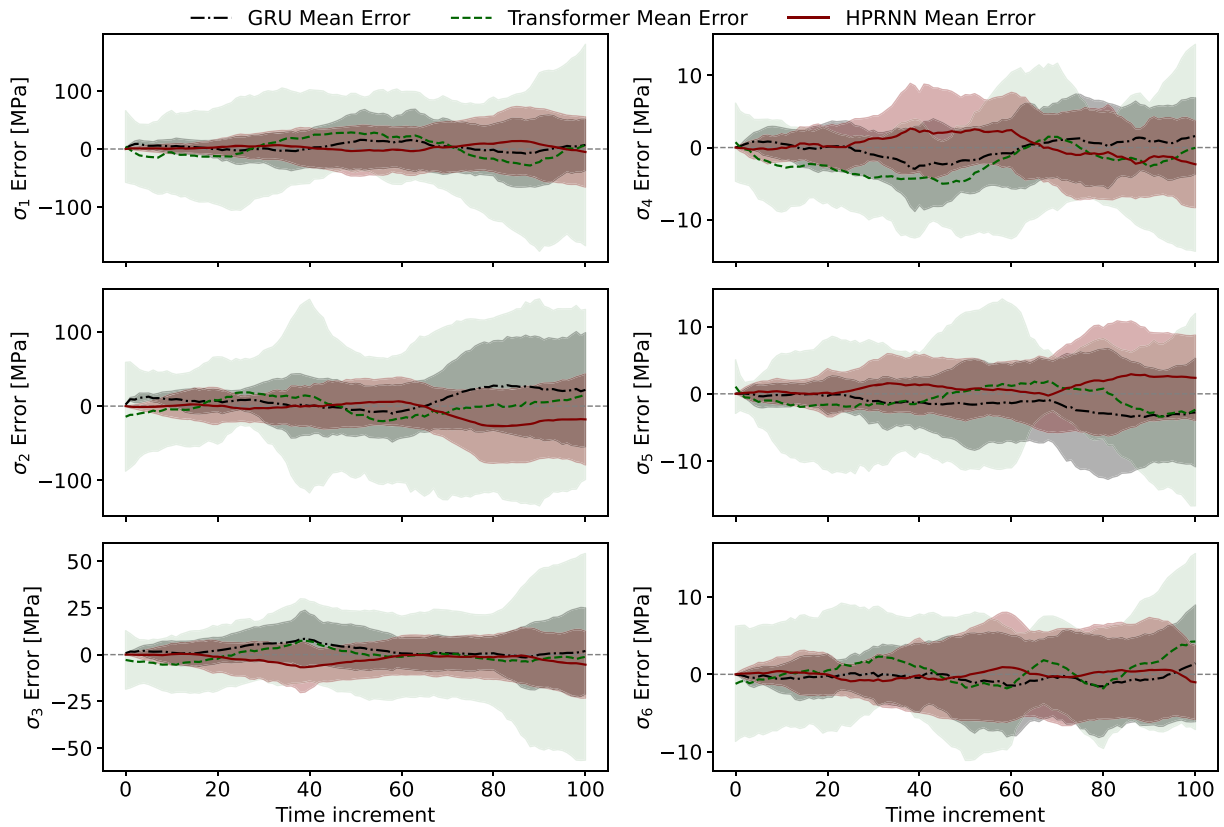 GRU Mean Error Transformer Mean Error HPRNN Mean Error
σ1 Error [MPa]
100
0
−100
σ4 Error [MPa]
10
0
−10
σ2 Error [MPa]
100
0
−100
σ5 Error [MPa]
10
0
−10
σ3 Error [MPa]
50
25
0
−25
−50
0 20 40 60 80 100
Time increment
σ6 Error [MPa]
10
0
−10
0 20 40 60 80 100
Time increment